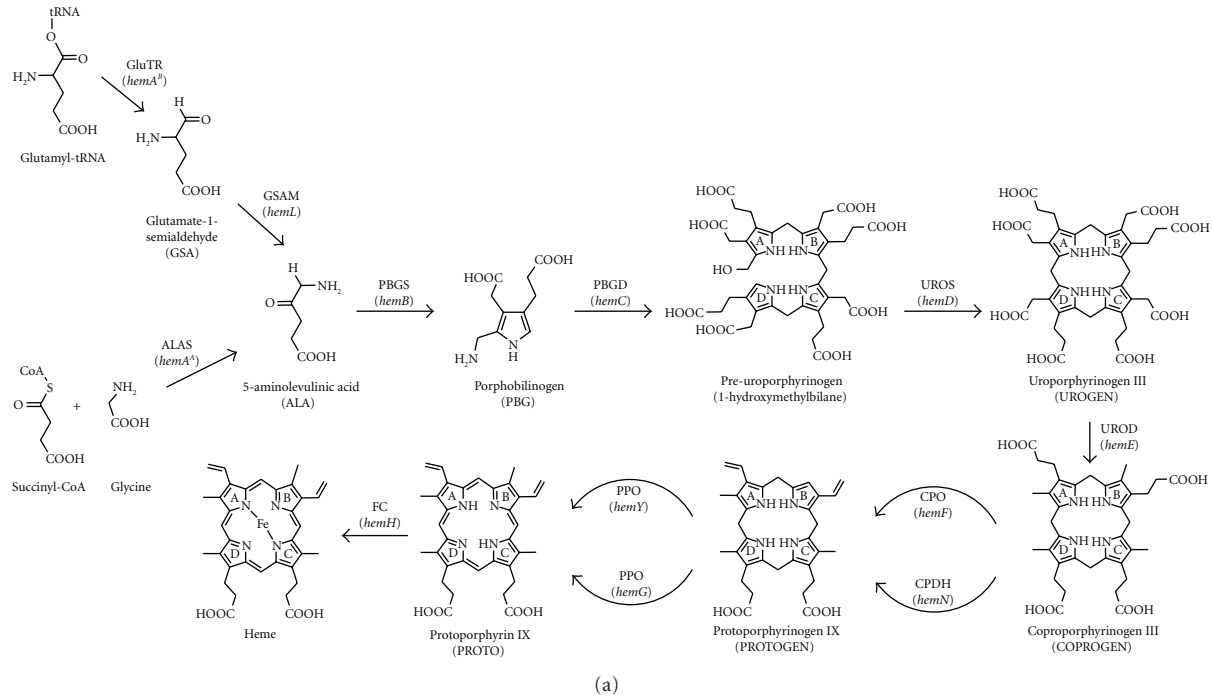 tRNA
O
O
H₂N
COOH
Glutamyl-tRNA
GluTR
(hemAᴮ)
H
O
H₂N
COOH
Glutamate-1-
semialdehyde
(GSA)
GSAM
(hemL)
CoA
S
O
COOH
Succinyl-CoA
+
NH₂
COOH
Glycine
ALAS
(hemAᴬ)
H
NH₂
O
COOH
5-aminolevulinic acid
(ALA)
PBGS
(hemB)
COOH
HOOC
N
H
H₂N
Porphobilinogen
(PBG)
PBGD
(hemC)
HOOC
COOH
HOOC
COOH
A
B
NH HN
HO
NH HN
D
C
HOOC
HOOC
COOH
COOH
Pre-uroporphyrinogen
(1-hydroxymethylbilane)
UROS
(hemD)
HOOC
COOH
HOOC
COOH
A
B
NH HN
NH HN
D
C
HOOC
COOH
HOOC
COOH
Uroporphyrinogen III
(UROGEN)
UROD
(hemE)
HOOC
COOH
A
B
NH HN
NH HN
D
C
HOOC
COOH
Coproporphyrinogen III
(COPROGEN)
CPO
(hemF)
CPDH
(hemN)
A
B
NH HN
NH HN
D
C
HOOC
COOH
Protoporphyrinogen IX
(PROTOGEN)
PPO
(hemY)
PPO
(hemG)
A
B
NH N
N HN
D
C
HOOC
COOH
Protoporphyrin IX
(PROTO)
FC
(hemH)
A
B
N N
Fe
N N
D
C
HOOC
COOH
Heme
(a)